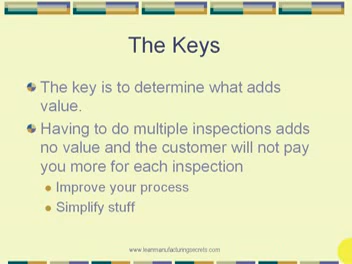 The Keys
The key is to determine what adds
value.
Having to do multiple inspections adds
no value and the customer will not pay
you more for each inspection
Improve your process
Simplify stuff
www.learnmanufacturingsecrets.com